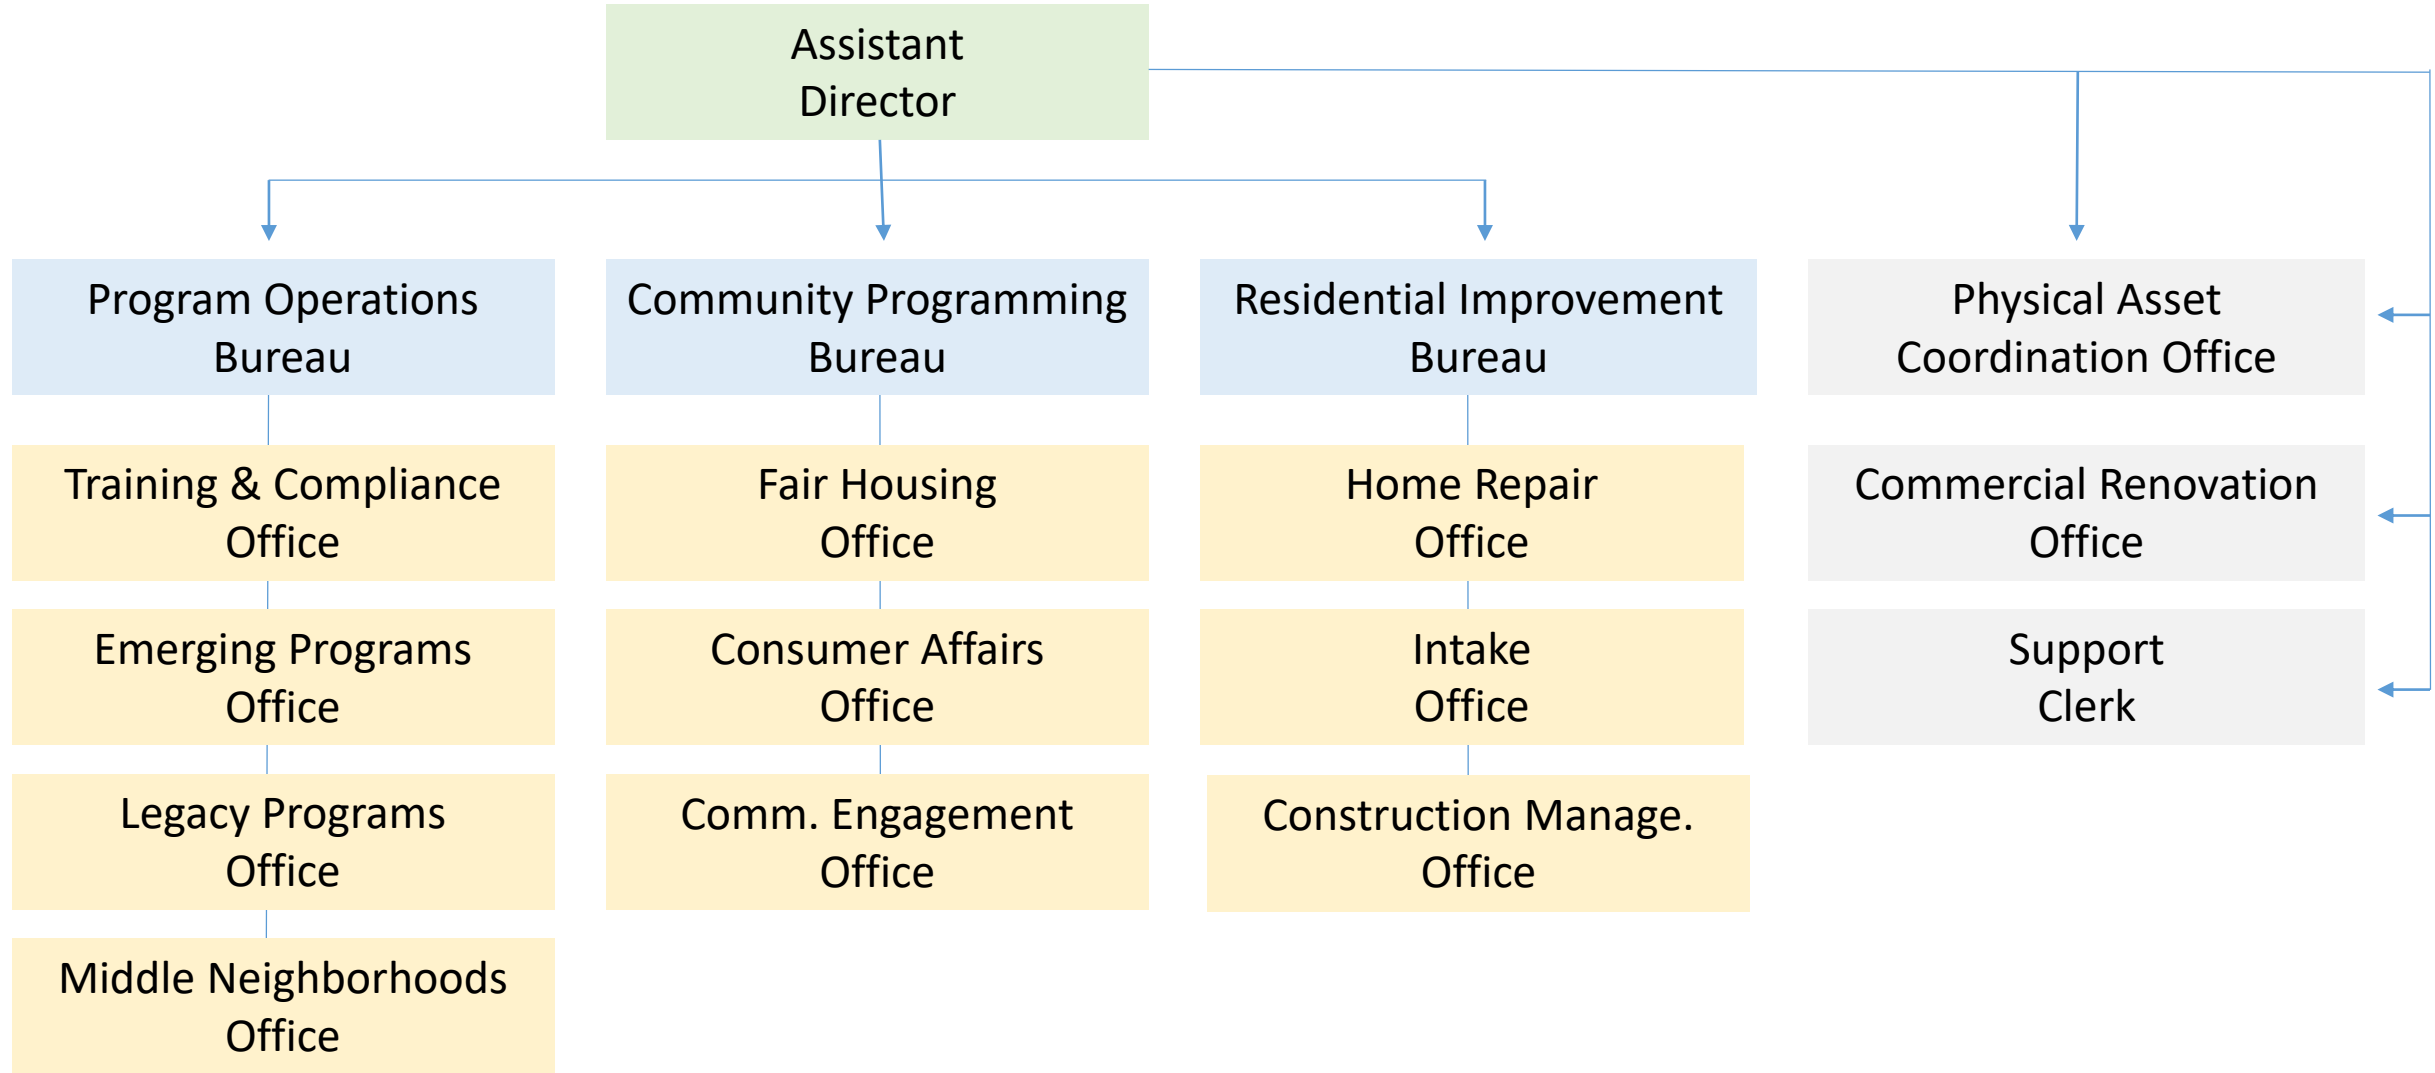 Assistant
Director
Program Operations
Bureau
Community Programming
Bureau
Residential Improvement
Bureau
Physical Asset
Coordination Office
Training & Compliance
Office
Fair Housing
Office
Home Repair
Office
Commercial Renovation
Office
Emerging Programs
Office
Consumer Affairs
Office
Intake
Office
Support
Clerk
Legacy Programs
Office
Comm. Engagement
Office
Construction Manage.
Office
Middle Neighborhoods
Office